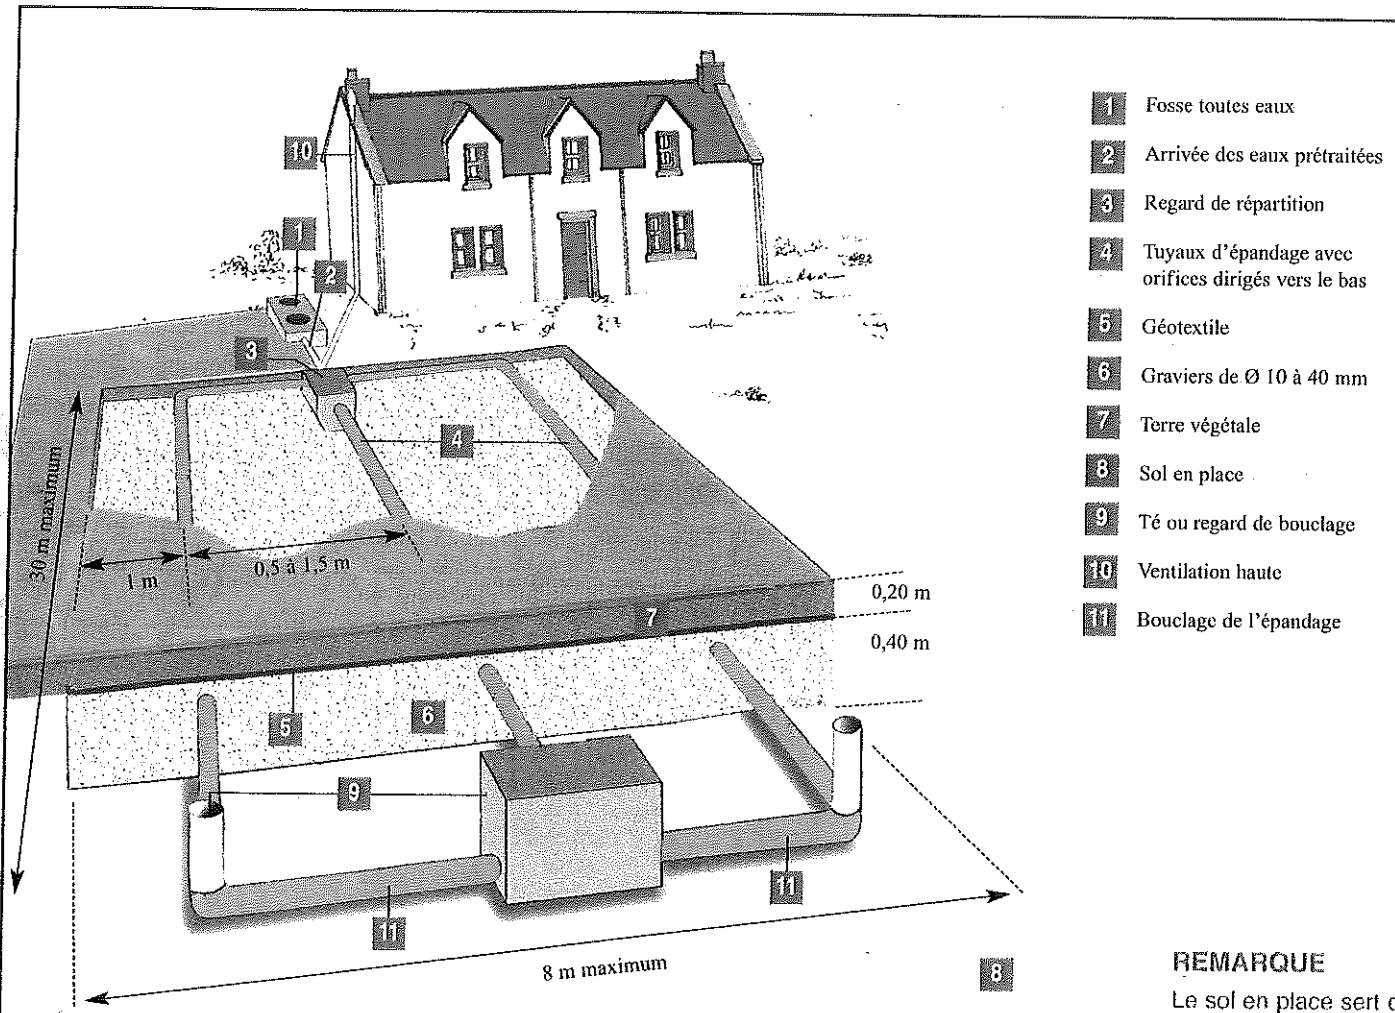 10
1
2
3
4
30 m maximum
1 m
0,5 à 1,5 m
7
0,20 m
0,40 m
5
6
9
11
11
8 m maximum
8
1 Fosse toutes eaux
2 Arrivée des eaux prétraitées
3 Regard de répartition
4 Tuyaux d'épandage avec
orifices dirigés vers le bas
5 Géotextile
6 Graviers de Ø 10 à 40 mm
7 Terre végétale
8 Sol en place
9 Té ou regard de bouclage
10 Ventilation haute
11 Bouclage de l'épandage
REMARQUE
Le sol en place sert